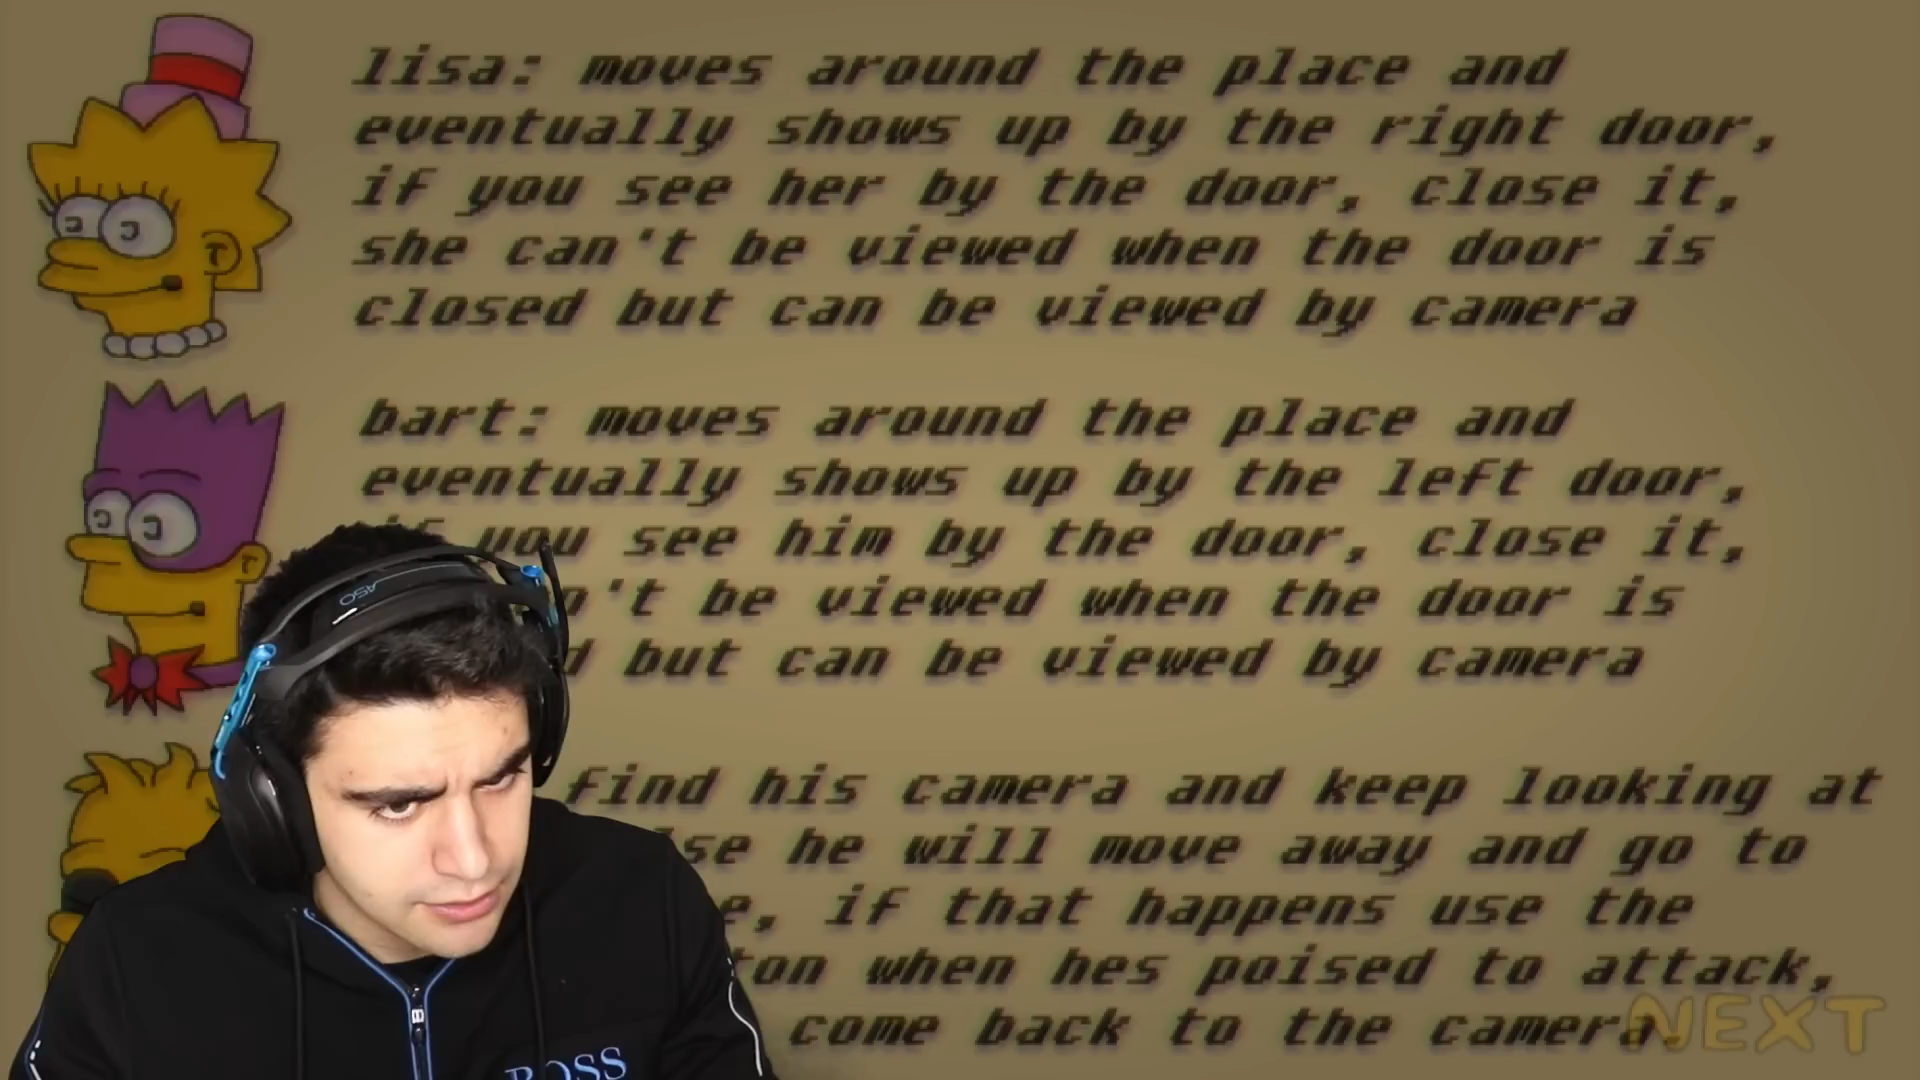 lisa: moves around the place and
eventually shows up by the right door,
if you see her by the door, close it,
she can't be viewed when the door is
closed but can be viewed by camera
bart: moves around the place and
eventually shows up by the left door,
if you see him by the door, close it,
n't be viewed when the door is
d but can be viewed by camera
find his camera and keep looking at
lse he will move away and go to
e, if that happens use the
ton when hes poised to attack,
come back to the camera
NEXT
A50
BOSS